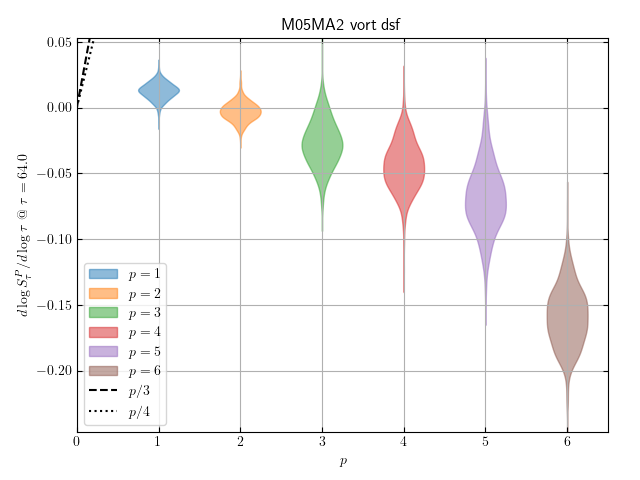 M05MA2 vort dsf
d log S_τ^P / d log τ @ τ = 64.0
0.05
0.00
−0.05
−0.10
−0.15
−0.20
p = 1
p = 2
p = 3
p = 4
p = 5
p = 6
p/3
p/4
0 1 2 3 4 5 6
p